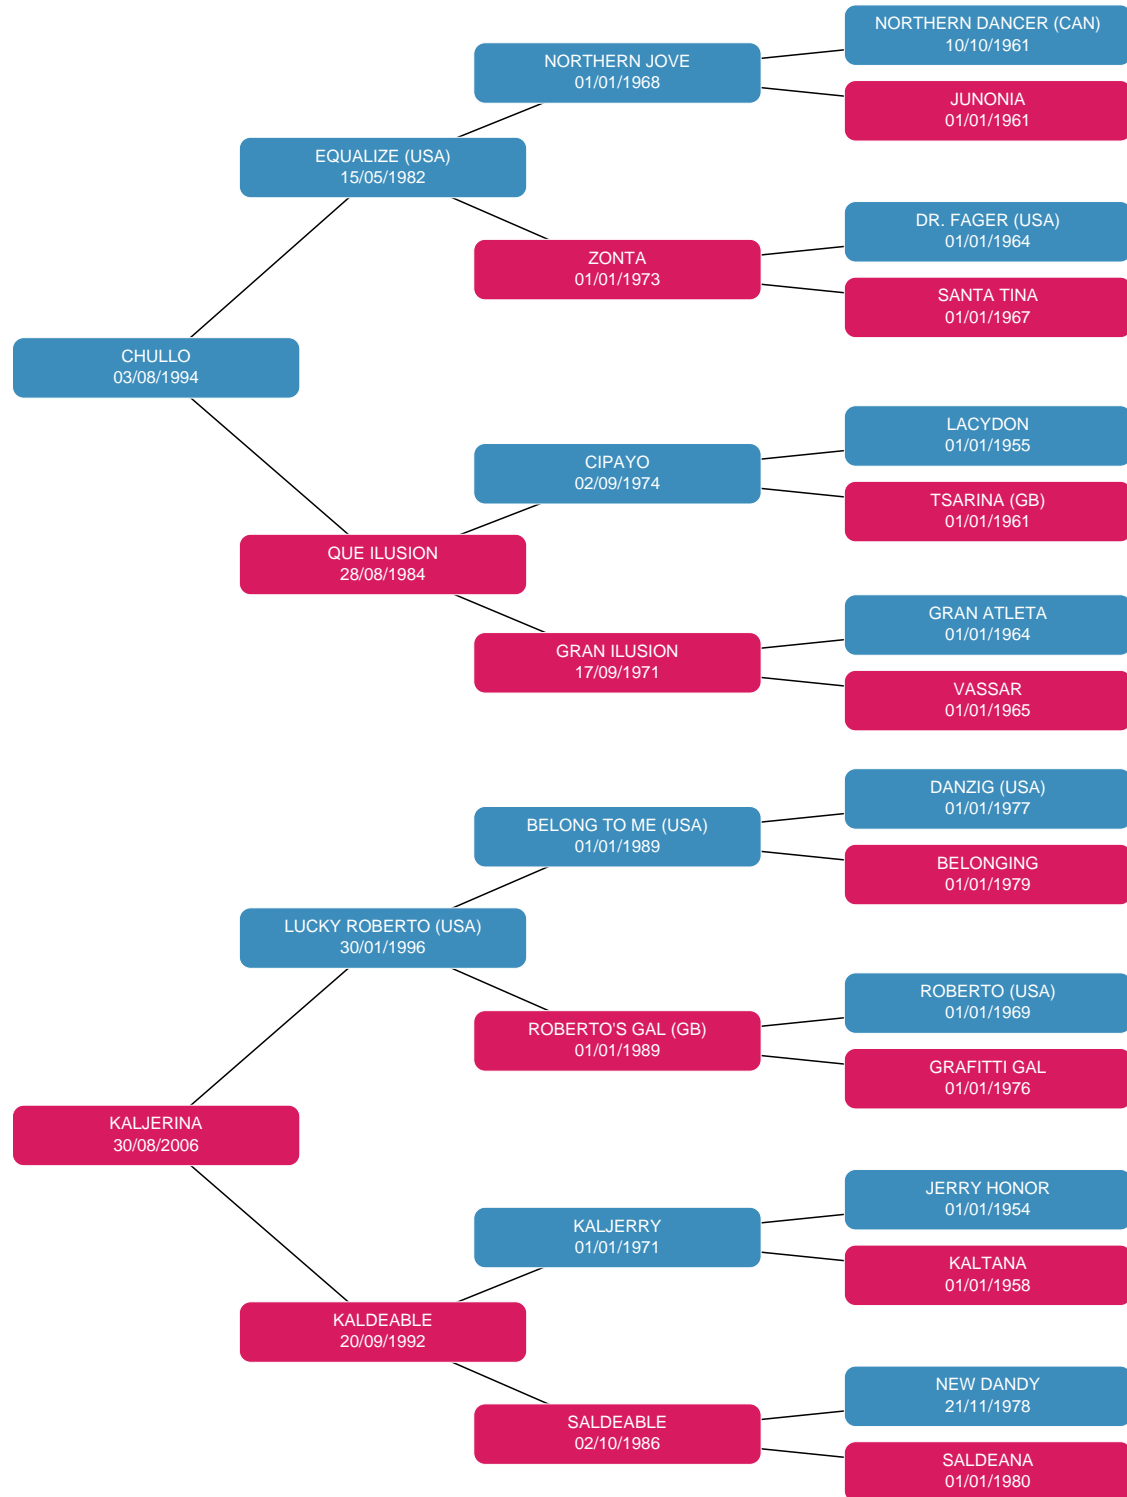 NORTHERN DANCER (CAN)
10/10/1961
NORTHERN JOVE
01/01/1968
JUNONIA
01/01/1961
EQUALIZE (USA)
15/05/1982
DR. FAGER (USA)
01/01/1964
ZONTA
01/01/1973
SANTA TINA
01/01/1967
CHULLO
03/08/1994
LACYDON
01/01/1955
CIPAYO
02/09/1974
TSARINA (GB)
01/01/1961
QUE ILUSION
28/08/1984
GRAN ATLETA
01/01/1964
GRAN ILUSION
17/09/1971
VASSAR
01/01/1965
DANZIG (USA)
01/01/1977
BELONG TO ME (USA)
01/01/1989
BELONGING
01/01/1979
LUCKY ROBERTO (USA)
30/01/1996
ROBERTO (USA)
01/01/1969
ROBERTO'S GAL (GB)
01/01/1989
GRAFITTI GAL
01/01/1976
KALJERINA
30/08/2006
JERRY HONOR
01/01/1954
KALJERRY
01/01/1971
KALTANA
01/01/1958
KALDEABLE
20/09/1992
NEW DANDY
21/11/1978
SALDEABLE
02/10/1986
SALDEANA
01/01/1980